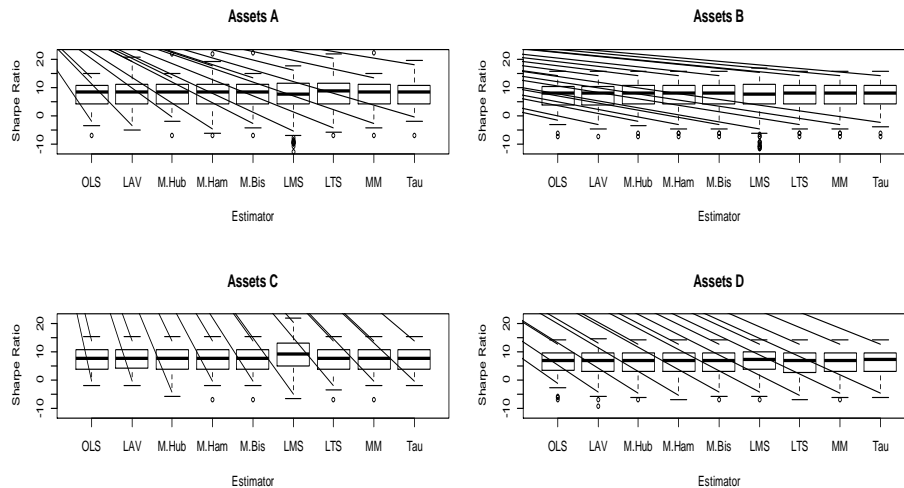 Assets A
Sharpe Ratio
20
10
0
-10
OLS LAV M.Hub M.Ham M.Bis LMS LTS MM Tau
Estimator
Assets B
Sharpe Ratio
20
10
0
-10
OLS LAV M.Hub M.Ham M.Bis LMS LTS MM Tau
Estimator
Assets C
Sharpe Ratio
20
10
0
-10
OLS LAV M.Hub M.Ham M.Bis LMS LTS MM Tau
Estimator
Assets D
Sharpe Ratio
20
10
0
-10
OLS LAV M.Hub M.Ham M.Bis LMS LTS MM Tau
Estimator